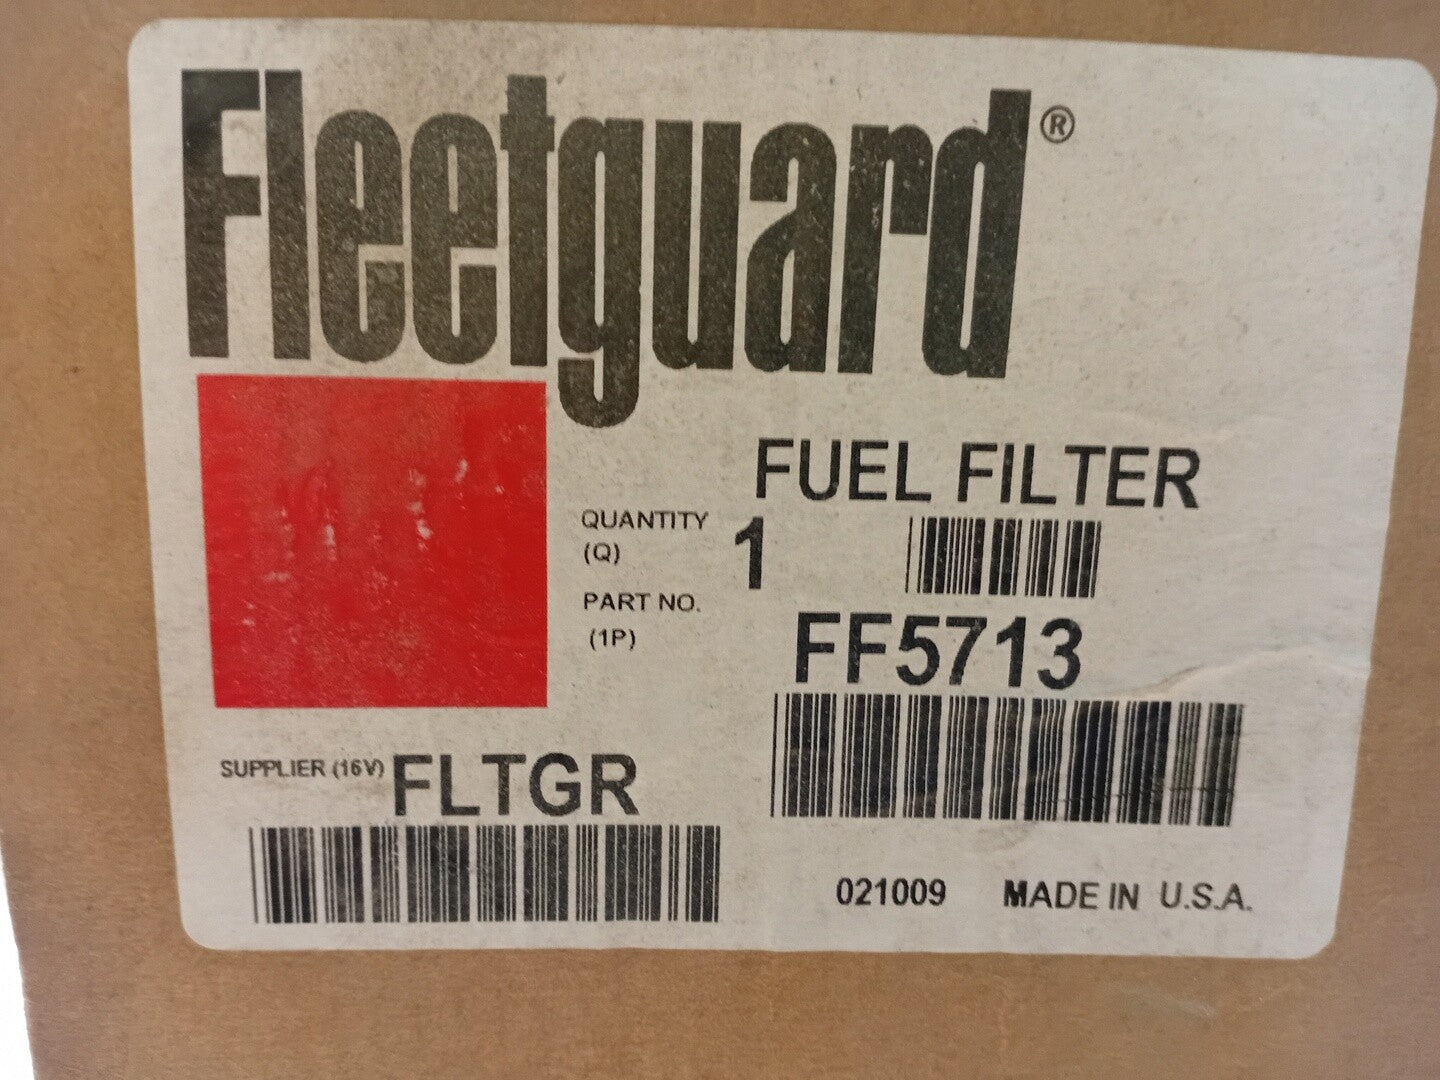 Fleetguard®
FUEL FILTER
QUANTITY
(Q)
1
PART NO.
(1P)
FF5713
SUPPLIER (16V) FLTGR
021009 MADE IN U.S.A.